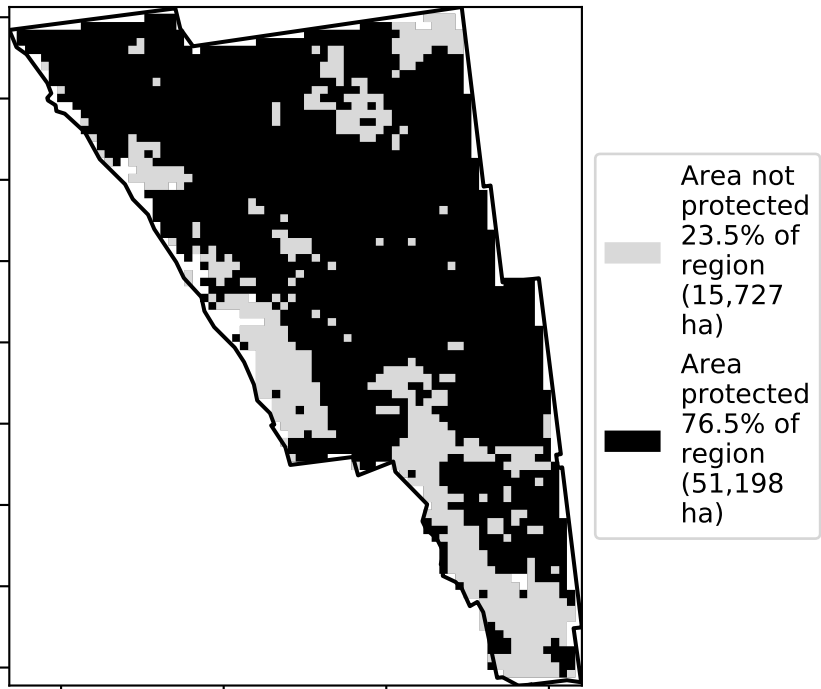 Area not
protected
23.5% of
region
(15,727
ha)
Area
protected
76.5% of
region
(51,198
ha)